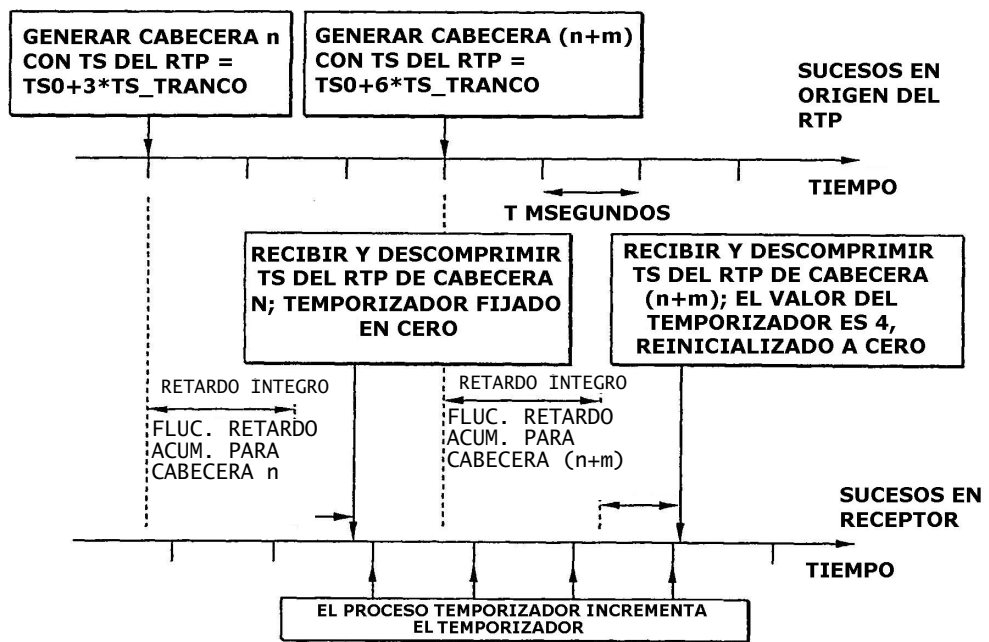 GENERAR CABECERA n
CON TS DEL RTP =
TS0+3*TS_TRANCO
GENERAR CABECERA (n+m)
CON TS DEL RTP =
TS0+6*TS_TRANCO
SUCESOS EN
ORIGEN DEL
RTP
TIEMPO
T MSEGUNDOS
RECIBIR Y DESCOMPRIMIR
TS DEL RTP DE CABECERA
N; TEMPORIZADOR FIJADO
EN CERO
RECIBIR Y DESCOMPRIMIR
TS DEL RTP DE CABECERA
(n+m); EL VALOR DEL
TEMPORIZADOR ES 4,
REINICIALIZADO A CERO
RETARDO INTEGRO
FLUC. RETARDO
ACUM. PARA
CABECERA n
RETARDO INTEGRO
FLUC. RETARDO
ACUM. PARA
CABECERA (n+m)
SUCESOS EN
RECEPTOR
TIEMPO
EL PROCESO TEMPORIZADOR INCREMENTA
EL TEMPORIZADOR